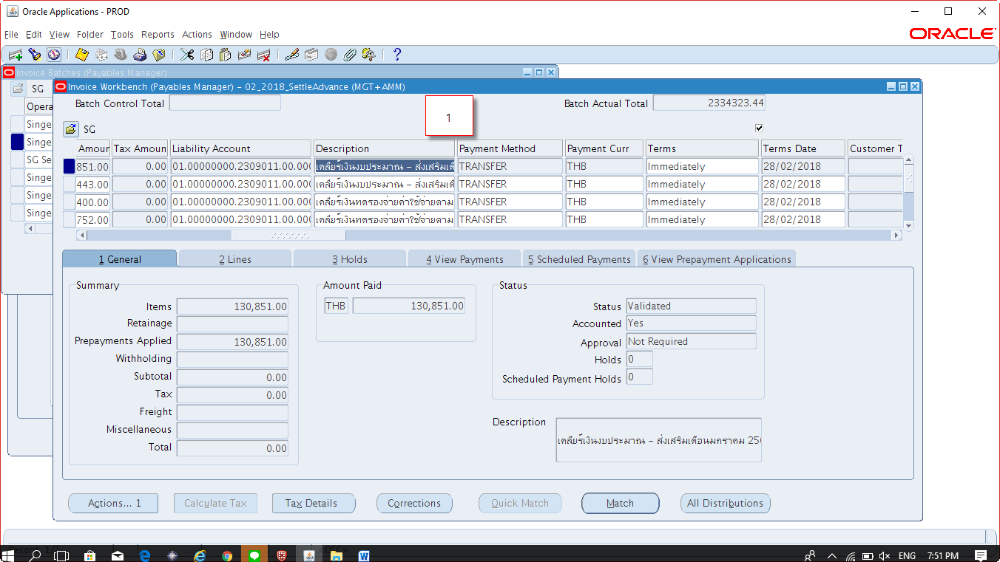 Oracle Applications - PROD
File Edit View Folder Tools Reports Actions Window Help
ORACLE
Invoice Batches (Payables Manager)
SG
Opera
Singe
Singe
SG Se
Singe
Singe
Singe
Invoice Workbench (Payables Manager) – 02_2018_SettleAdvance (MGT+AMM)
Batch Control Total
1
Batch Actual Total 2334323.44
SG
Amoun Tax Amoun Liability Account Description Payment Method Payment Curr Terms Terms Date Customer T
851.00 0.00 01.00000000.2309011.00.000 เคลียร์เงินงบประมาณ – ส่งเสริมเดื TRANSFER THB Immediately 28/02/2018
443.00 0.00 01.00000000.2309011.00.000 เคลียร์เงินงบประมาณ – ส่งเสริมเดื TRANSFER THB Immediately 28/02/2018
400.00 0.00 01.00000000.2309011.00.000 เคลียร์เงินทดรองจ่ายค่าใช้จ่ายตาม TRANSFER THB Immediately 28/02/2018
752.00 0.00 01.00000000.2309011.00.000 เคลียร์เงินทดรองจ่ายค่าใช้จ่ายตาม TRANSFER THB Immediately 28/02/2018
1 General 2 Lines 3 Holds 4 View Payments 5 Scheduled Payments 6 View Prepayment Applications
Summary
Items 130,851.00
Retainage
Prepayments Applied 130,851.00
Withholding
Subtotal 0.00
Tax 0.00
Freight
Miscellaneous
Total 0.00
Amount Paid
THB 130,851.00
Status
Status Validated
Accounted Yes
Approval Not Required
Holds 0
Scheduled Payment Holds 0
Description เคลียร์เงินงบประมาณ – ส่งเสริมเดือนมกราคม 256
Actions... 1 Calculate Tax Tax Details Corrections Quick Match Match All Distributions
ENG 7:51 PM